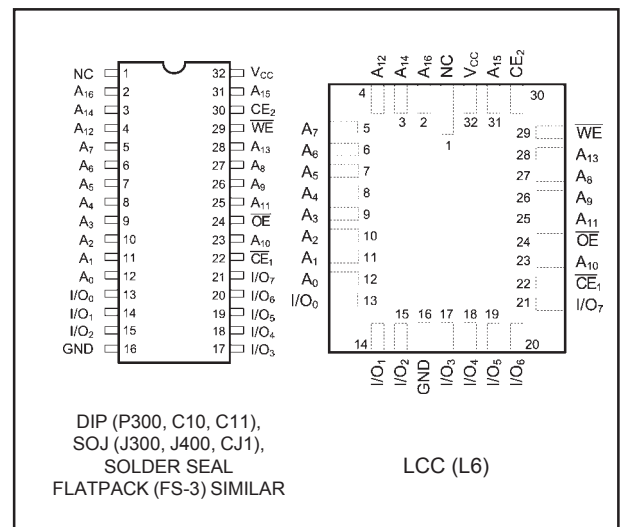 NC 1 32 VCC
A16 2 31 A15
A14 3 30 CE2
A12 4 29 WE
A7 5 28 A13
A6 6 27 A8
A5 7 26 A9
A4 8 25 A11
A3 9 24 OE
A2 10 23 A10
A1 11 22 CE1
A0 12 21 I/O7
I/O0 13 20 I/O6
I/O1 14 19 I/O5
I/O2 15 18 I/O4
GND 16 17 I/O3
DIP (P300, C10, C11),
SOJ (J300, J400, CJ1),
SOLDER SEAL
FLATPACK (FS-3) SIMILAR
A12 A14 A16 NC VCC A15 CE2
4 3 2 1 32 31 30
A7 5 29 WE
A6 6 28 A13
A5 7 27 A8
A4 8 26 A9
A3 9 25 A11
A2 10 24 OE
A1 11 23 A10
A0 12 22 CE1
I/O0 13 21 I/O7
14 15 16 17 18 19 20
I/O1 I/O2 GND I/O3 I/O4 I/O5 I/O6
LCC (L6)